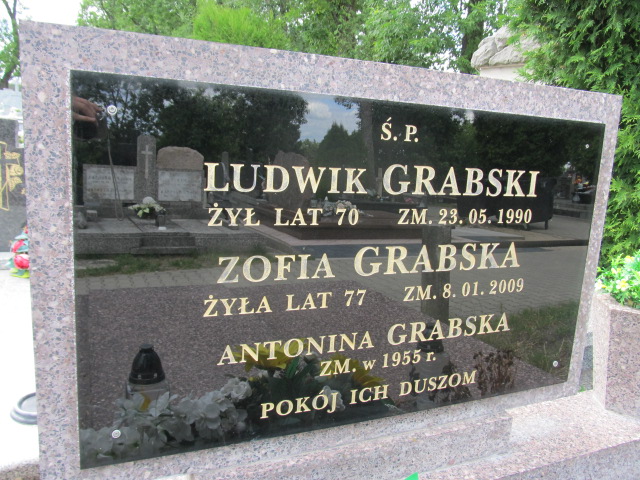 Ś. P.
LUDWIK GRABSKI
ŻYŁ LAT 70 ZM. 23. 05. 1990
ZOFIA GRABSKA
ŻYŁA LAT 77 ZM. 8. 01. 2009
ANTONINA GRABSKA
ZM. w 1955 r.
POKÓJ ICH DUSZOM